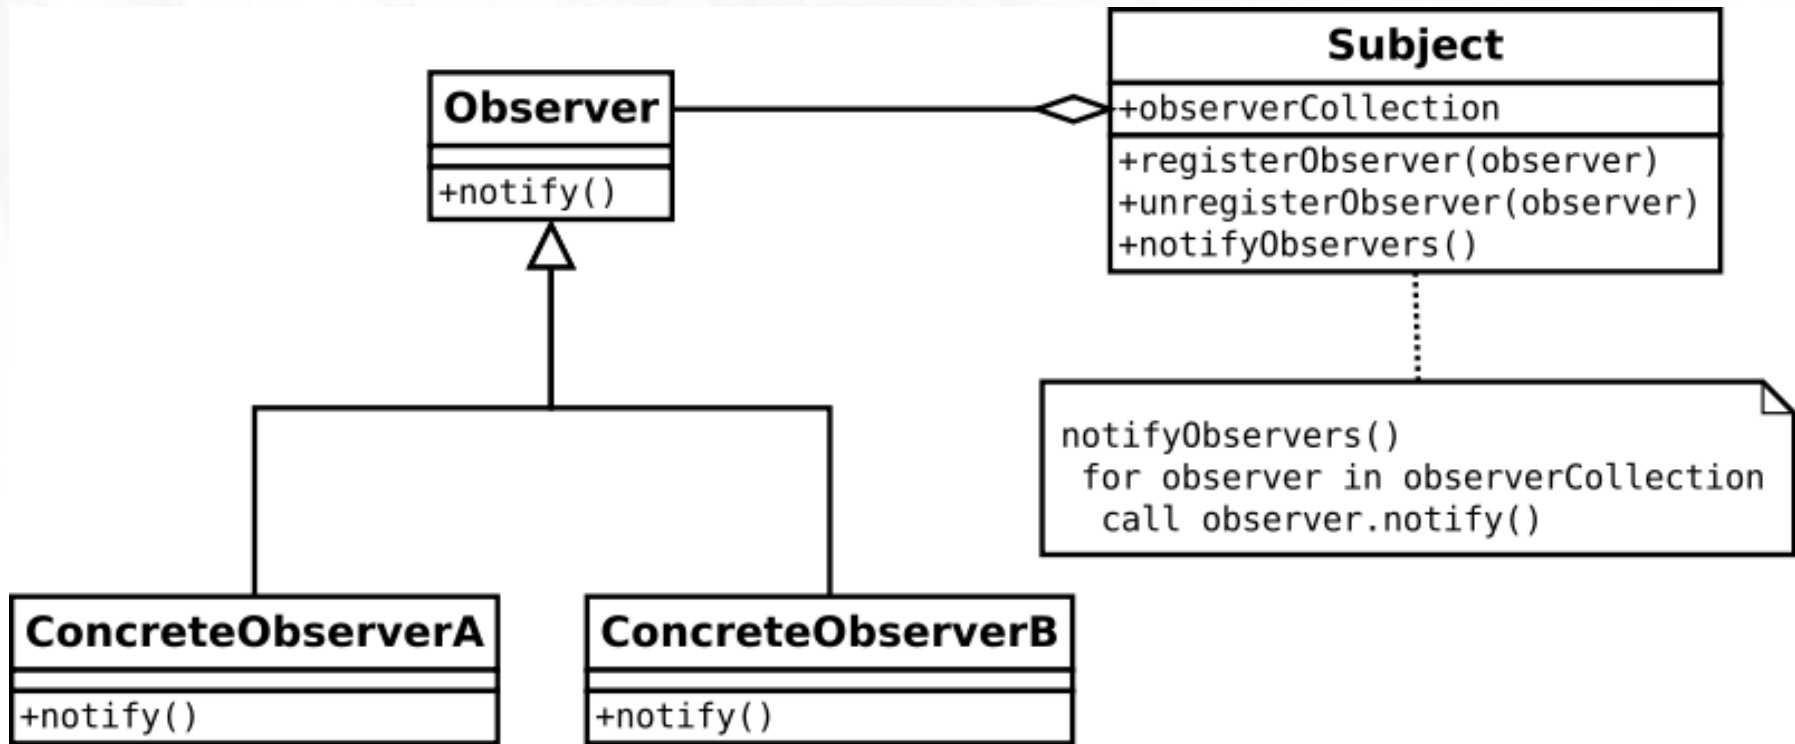 Observer
+notify()
Subject
+observerCollection
+registerObserver(observer)
+unregisterObserver(observer)
+notifyObservers()
notifyObservers()
for observer in observerCollection
call observer.notify()
ConcreteObserverA
+notify()
ConcreteObserverB
+notify()